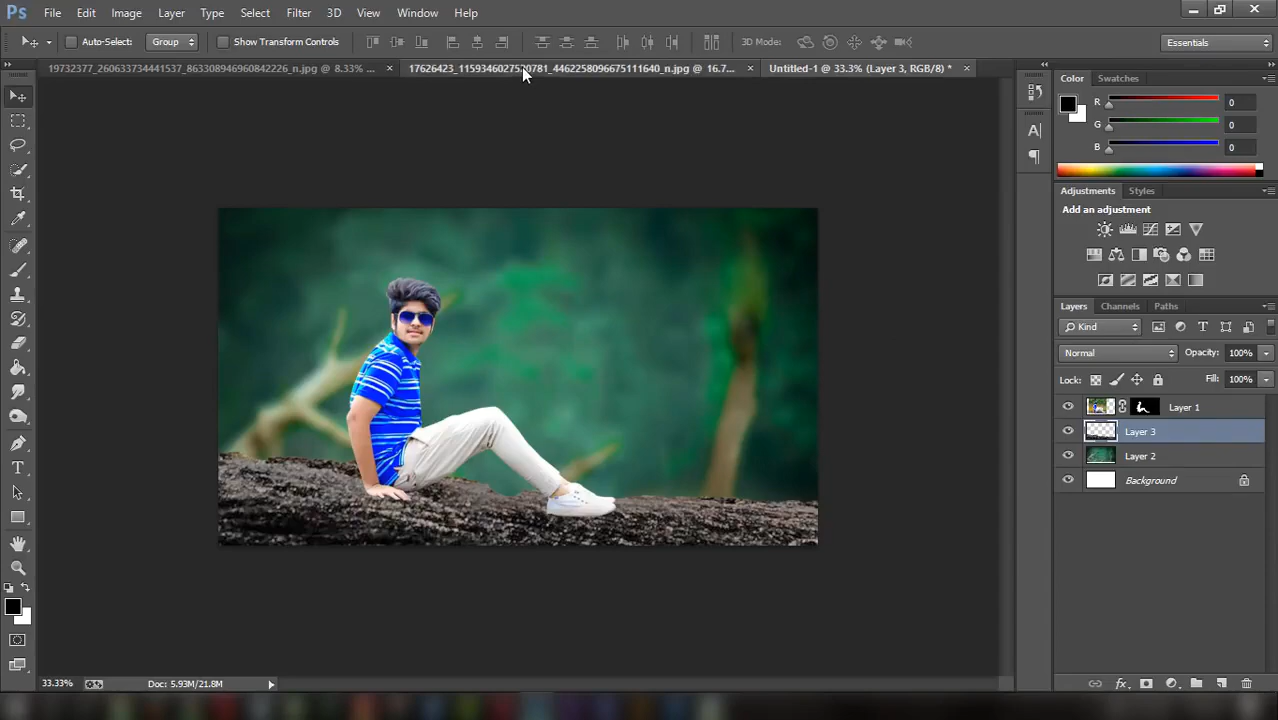 Ps File Edit Image Layer Type Select Filter 3D View Window Help
Auto-Select: Group Show Transform Controls 3D Mode: Essentials
19732377_260633734441537_863308946960842226_n.jpg @ 8.33% ... × 17626423_1159346027520781_4462258096675111640_n.jpg @ 16.7... × Untitled-1 @ 33.3% (Layer 3, RGB/8) * ×
Color Swatches
R 0
G 0
B 0
Adjustments Styles
Add an adjustment
Layers Channels Paths
Kind
Normal Opacity: 100%
Lock: Fill: 100%
Layer 1
Layer 3
Layer 2
Background
33.33% Doc: 5.93M/21.8M